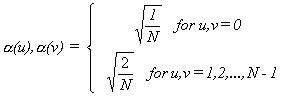 α(u), α(v) = { √(1/N) for u,v = 0
√(2/N) for u,v = 1,2,..., N - 1